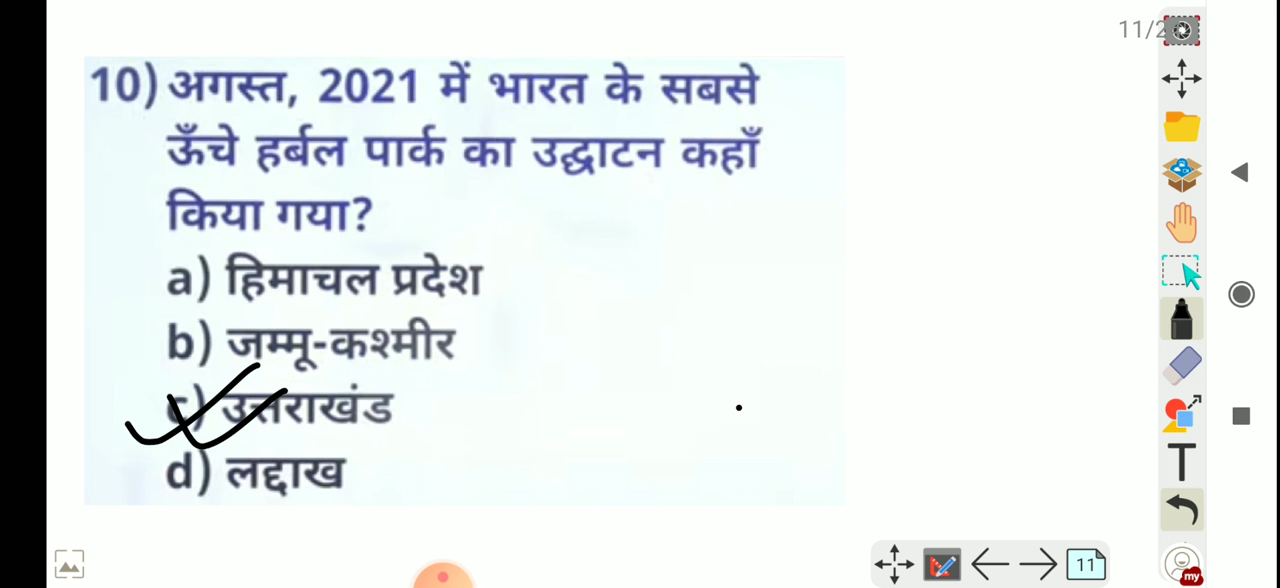 11/2
10) अगस्त, 2021 में भारत के सबसे
ऊँचे हर्बल पार्क का उद्घाटन कहाँ
किया गया?
a) हिमाचल प्रदेश
b) जम्मू-कश्मीर
c) उत्तराखंड
d) लद्दाख
T
11
my